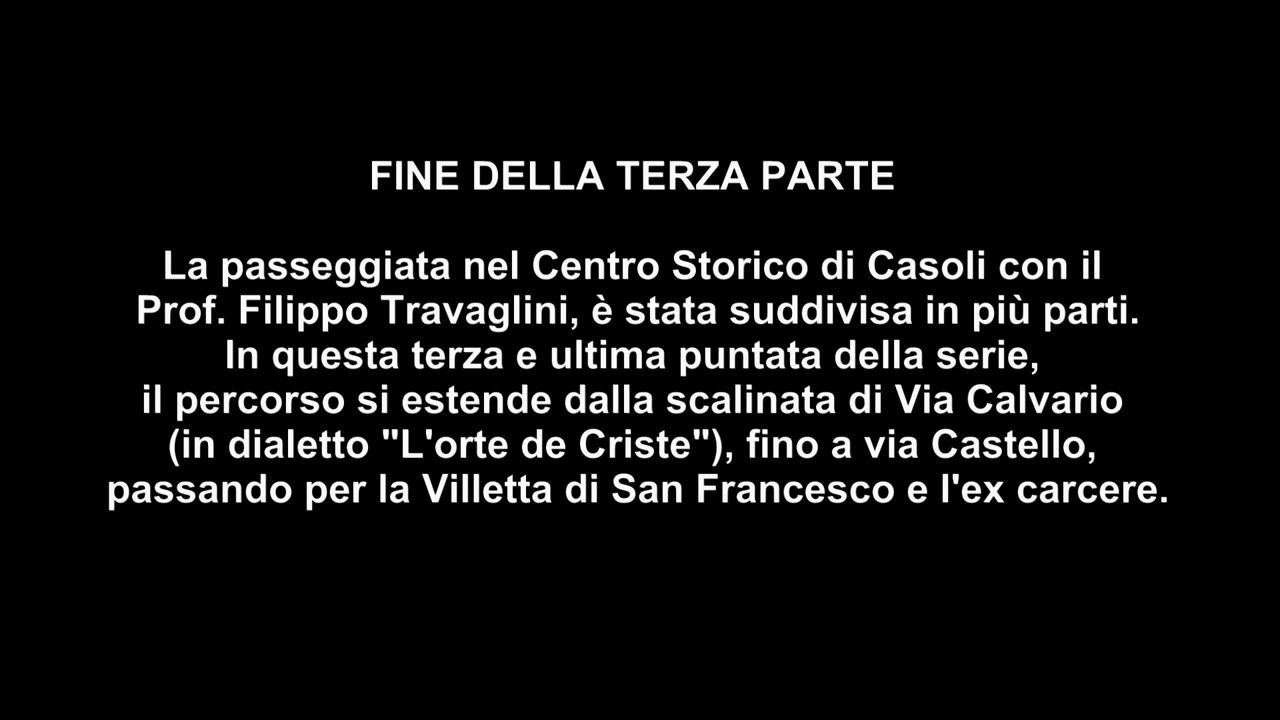 FINE DELLA TERZA PARTE
La passeggiata nel Centro Storico di Casoli con il
Prof. Filippo Travaglini, è stata suddivisa in più parti.
In questa terza e ultima puntata della serie,
il percorso si estende dalla scalinata di Via Calvario
(in dialetto "L'orte de Criste"), fino a via Castello,
passando per la Villetta di San Francesco e l'ex carcere.